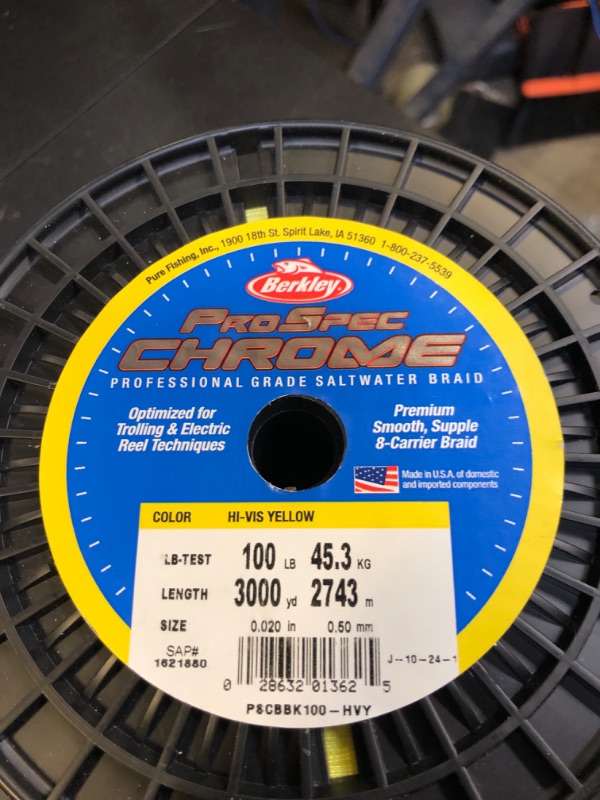 Pure Fishing, Inc., 1900 18th St. Spirit Lake, IA 51360 1-800-237-5539
Berkley
PROSPEC
CHROME
PROFESSIONAL GRADE SALTWATER BRAID
Optimized for
Trolling & Electric
Reel Techniques
Premium
Smooth, Supple
8-Carrier Braid
Made in U.S.A. of domestic
and imported components
COLOR HI-VIS YELLOW
LB-TEST 100 LB 45.3 KG
LENGTH 3000 yd 2743 m
SIZE 0.020 in 0.50 mm
SAP#
1621880
J-10-24-1
0 28632 01362 5
PSCBBK100-HVY